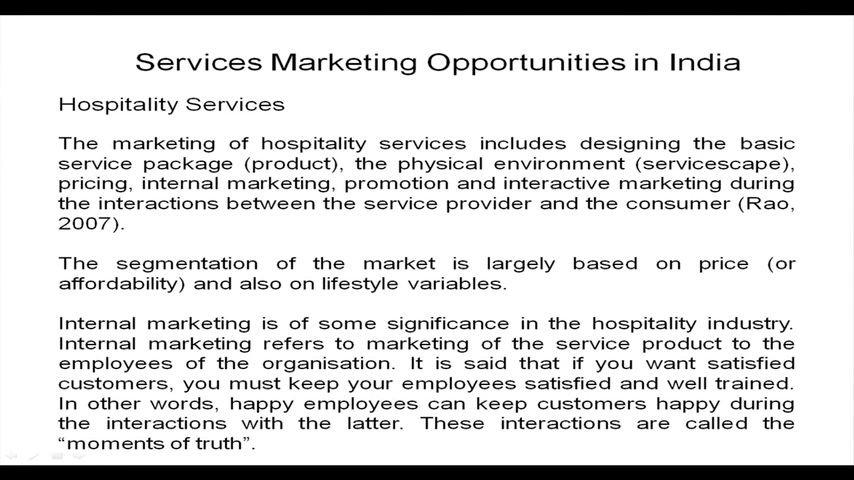 Services Marketing Opportunities in India
Hospitality Services
The marketing of hospitality services includes designing the basic
service package (product), the physical environment (servicescape),
pricing, internal marketing, promotion and interactive marketing during
the interactions between the service provider and the consumer (Rao,
2007).
The segmentation of the market is largely based on price (or
affordability) and also on lifestyle variables.
Internal marketing is of some significance in the hospitality industry.
Internal marketing refers to marketing of the service product to the
employees of the organisation. It is said that if you want satisfied
customers, you must keep your employees satisfied and well trained.
In other words, happy employees can keep customers happy during
the interactions with the latter. These interactions are called the
“moments of truth”.